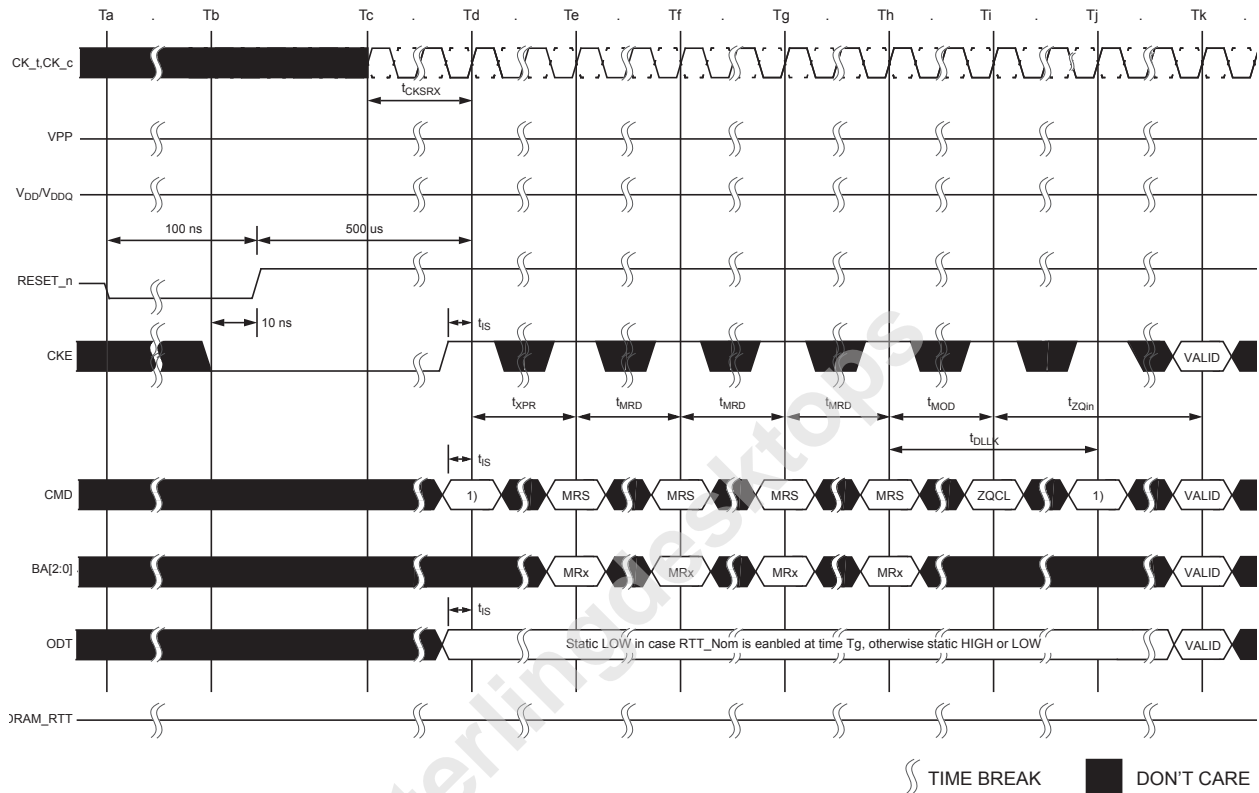 Ta . Tb Tc . Td . Te . Tf . Tg . Th . Ti . Tj . Tk .
CK_t,CK_c
tCKSRX
VPP
VDD/VDDQ
100 ns 500 us
RESET_n
10 ns tIS
CKE VALID
tXPR tMRD tMRD tMRD tMOD tZQin
tDLLK
tIS
CMD 1) MRS MRS MRS MRS ZQCL 1) VALID
BA[2:0] MRx MRx MRx MRx VALID
tIS
ODT Static LOW in case RTT_Nom is eanbled at time Tg, otherwise static HIGH or LOW VALID
DRAM_RTT
TIME BREAK DON'T CARE
terlingdesktops